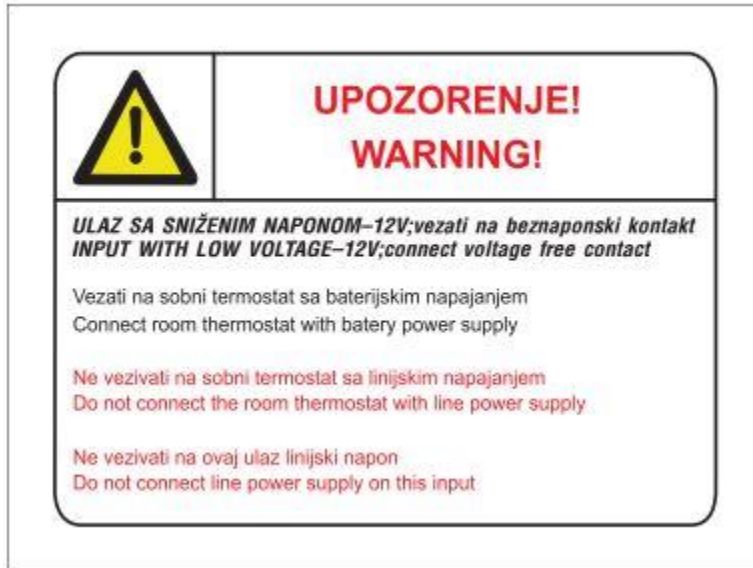 UPOZORENJE!
WARNING!
ULAZ SA SNIŽENIM NAPONOM–12V;vezati na beznaponski kontakt
INPUT WITH LOW VOLTAGE–12V;connect voltage free contact
Vezati na sobni termostat sa baterijskim napajanjem
Connect room thermostat with batery power supply
Ne vezivati na sobni termostat sa linijskim napajanjem
Do not connect the room thermostat with line power supply
Ne vezivati na ovaj ulaz linijski napon
Do not connect line power supply on this input